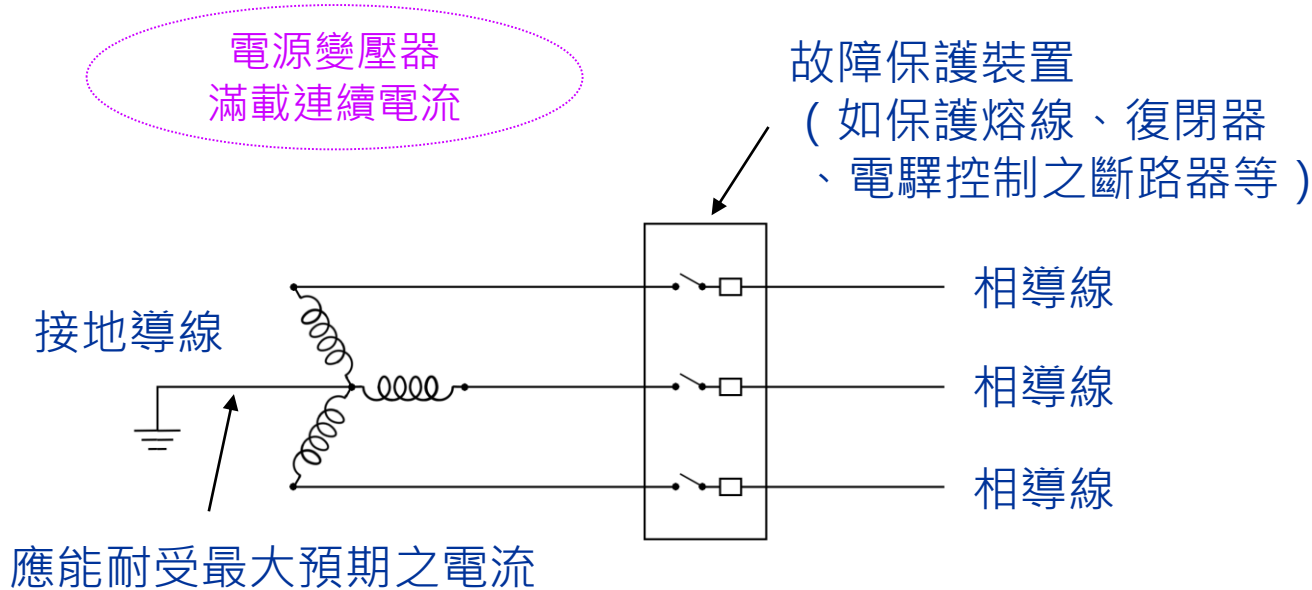 電源變壓器
滿載連續電流
故障保護裝置
（如保護熔線、復閉器
、電驛控制之斷路器等）
相導線
接地導線
相導線
相導線
應能耐受最大預期之電流